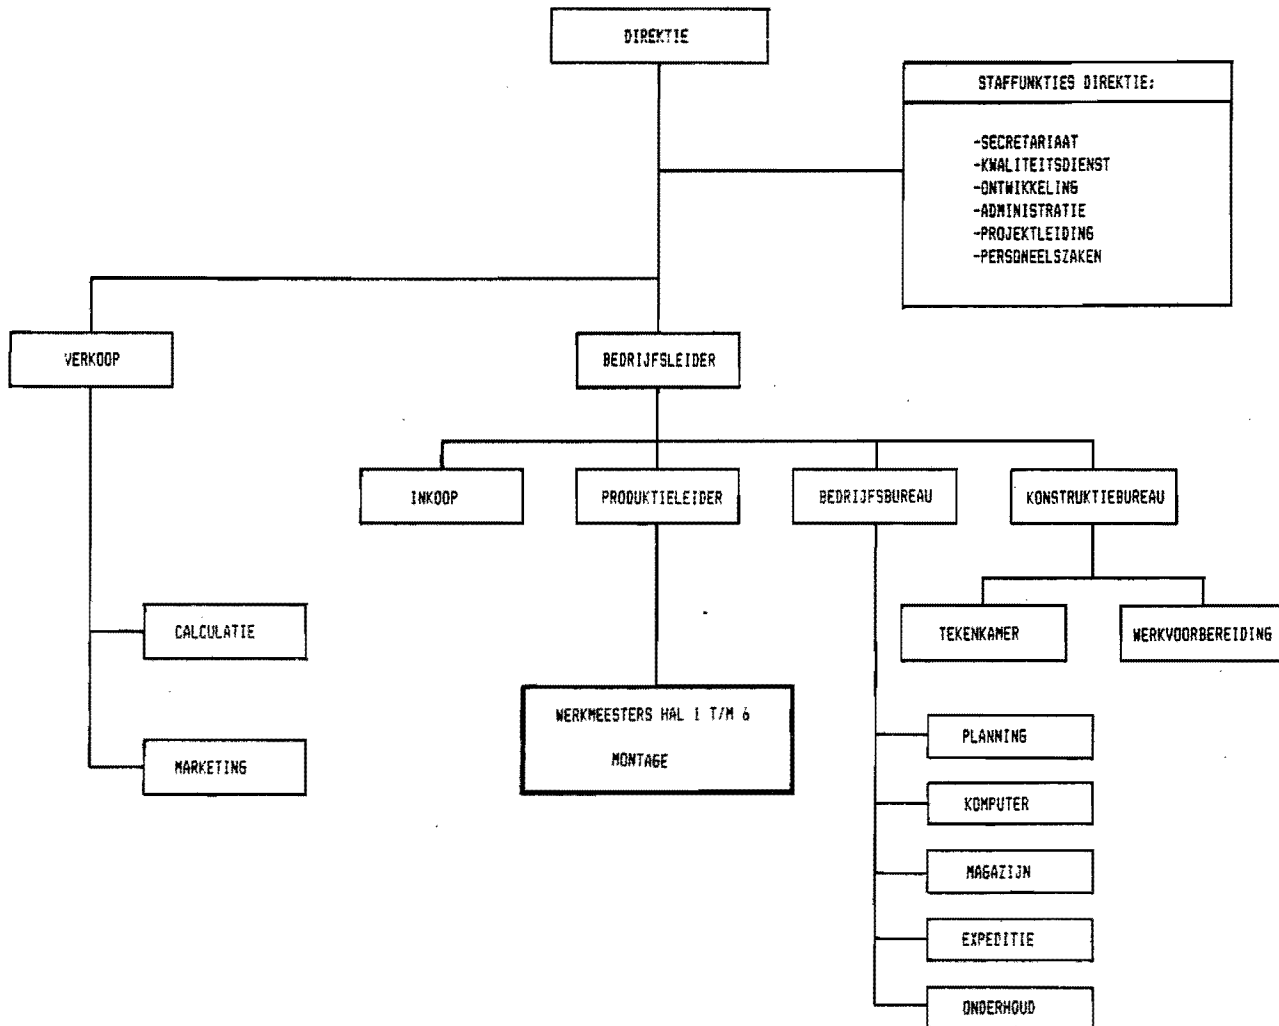 DIREKTIE
STAFFUNKTIES DIREKTIE:
-SECRETARIAAT
-KWALITEITSDIENST
-ONTWIKKELING
-ADMINISTRATIE
-PROJEKTLEIDING
-PERSONEELSZAKEN
VERKOOP
BEDRIJFSLEIDER
INKOOP
PRODUKTIELEIDER
BEDRIJFSBUREAU
KONSTRUKTIEBUREAU
CALCULATIE
TEKENKAMER
WERKVOORBEREIDING
WERKMEESTERS HAL 1 T/M 6
MONTAGE
MARKETING
PLANNING
KOMPUTER
MAGAZIJN
EXPEDITIE
ONDERHOUD